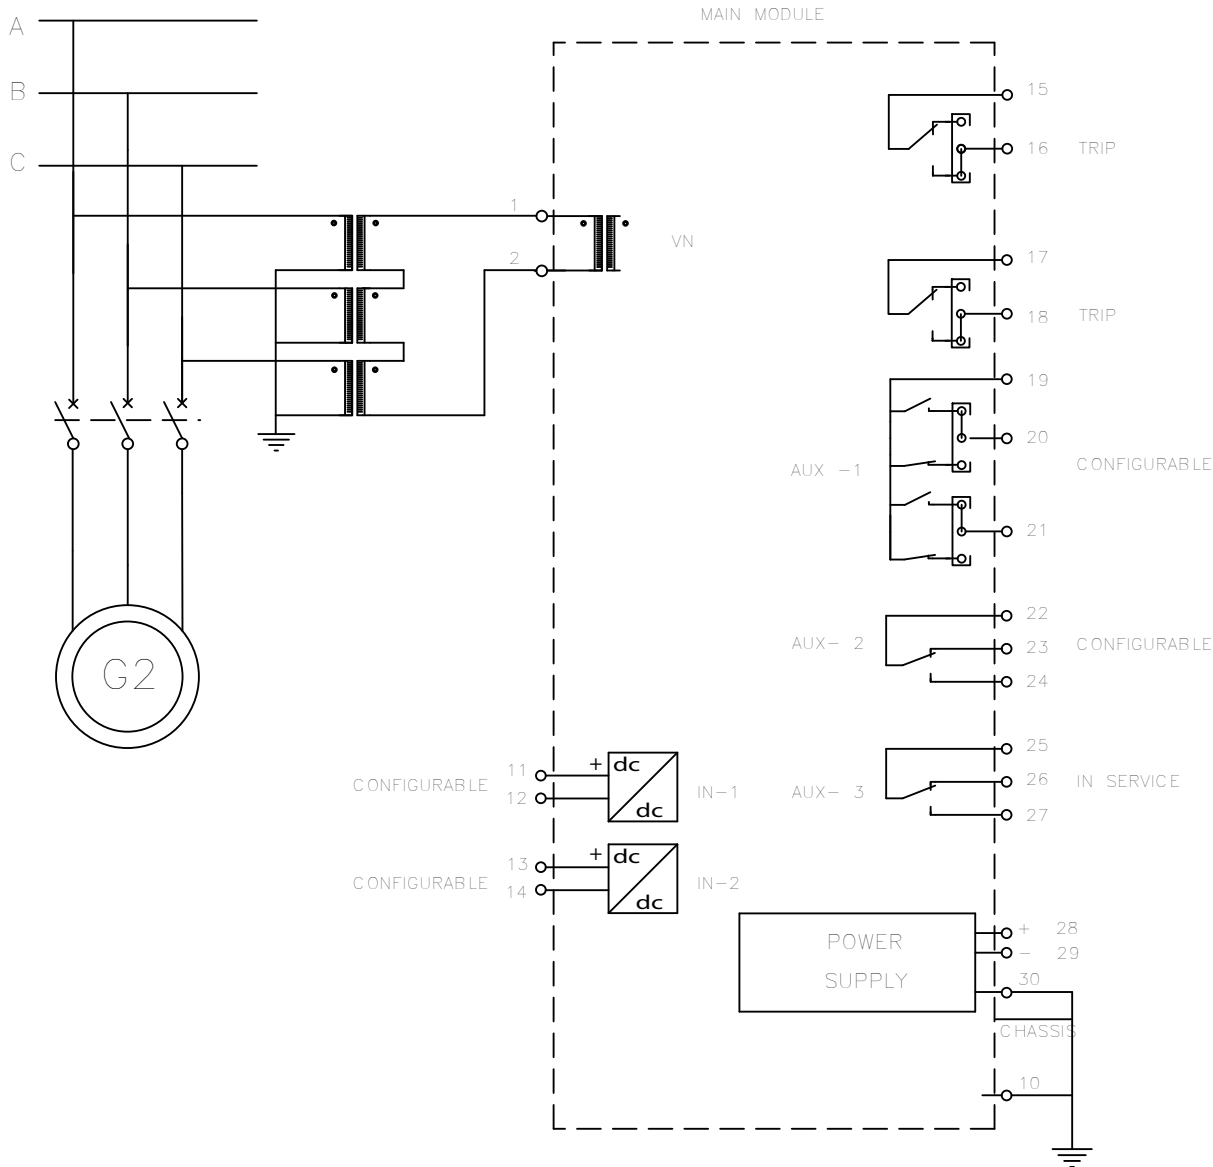 MAIN MODULE
A
B
C
15
16 TRIP
1
2
VN
17
18 TRIP
19
20
AUX -1
CONFIGURABLE
21
22
AUX- 2
23 CONFIGURABLE
24
G2
25
26 IN SERVICE
27
AUX- 3
CONFIGURABLE
11
12
+ dc
dc
IN-1
CONFIGURABLE
13
14
+ dc
dc
IN-2
POWER
SUPPLY
+ 28
- 29
30
CHASSIS
10